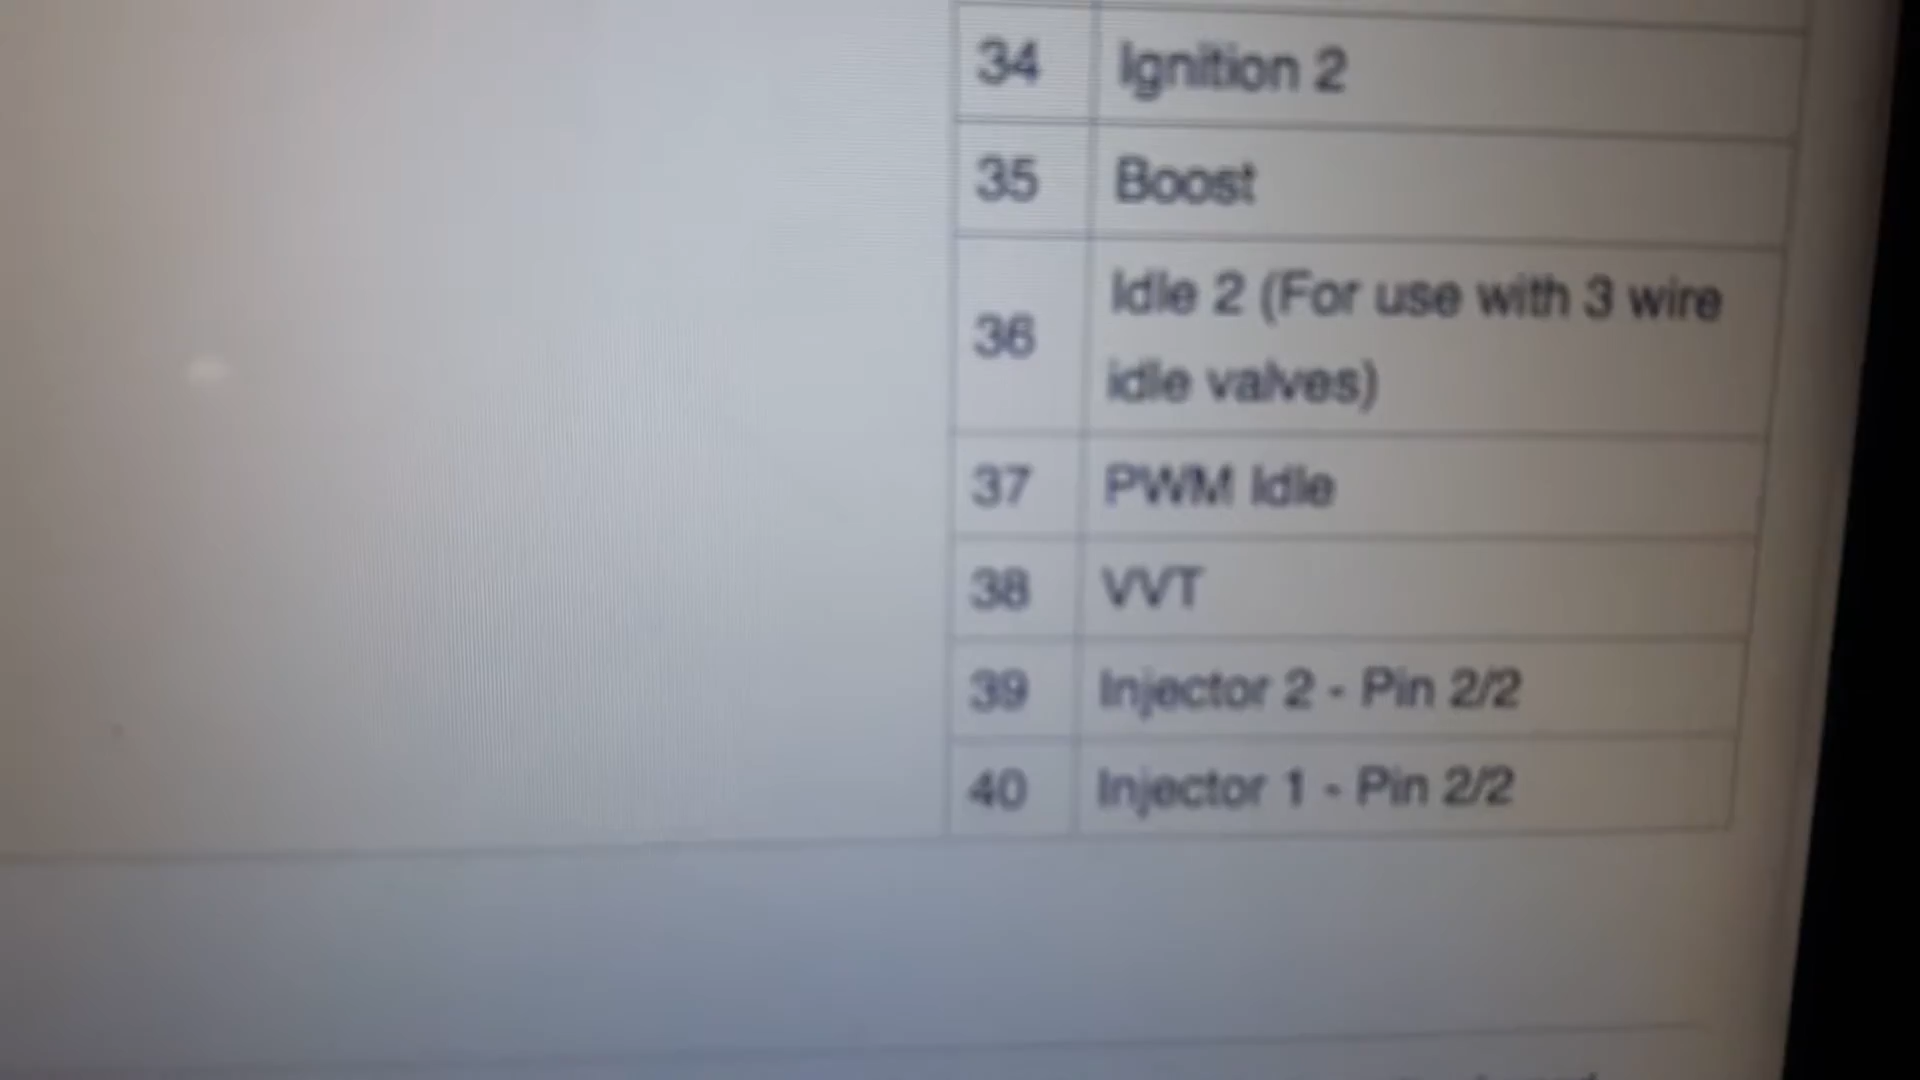 34 Ignition 2
35 Boost
36 Idle 2 (For use with 3 wire
idle valves)
37 PWM Idle
38 VVT
39 Injector 2 - Pin 2/2
40 Injector 1 - Pin 2/2